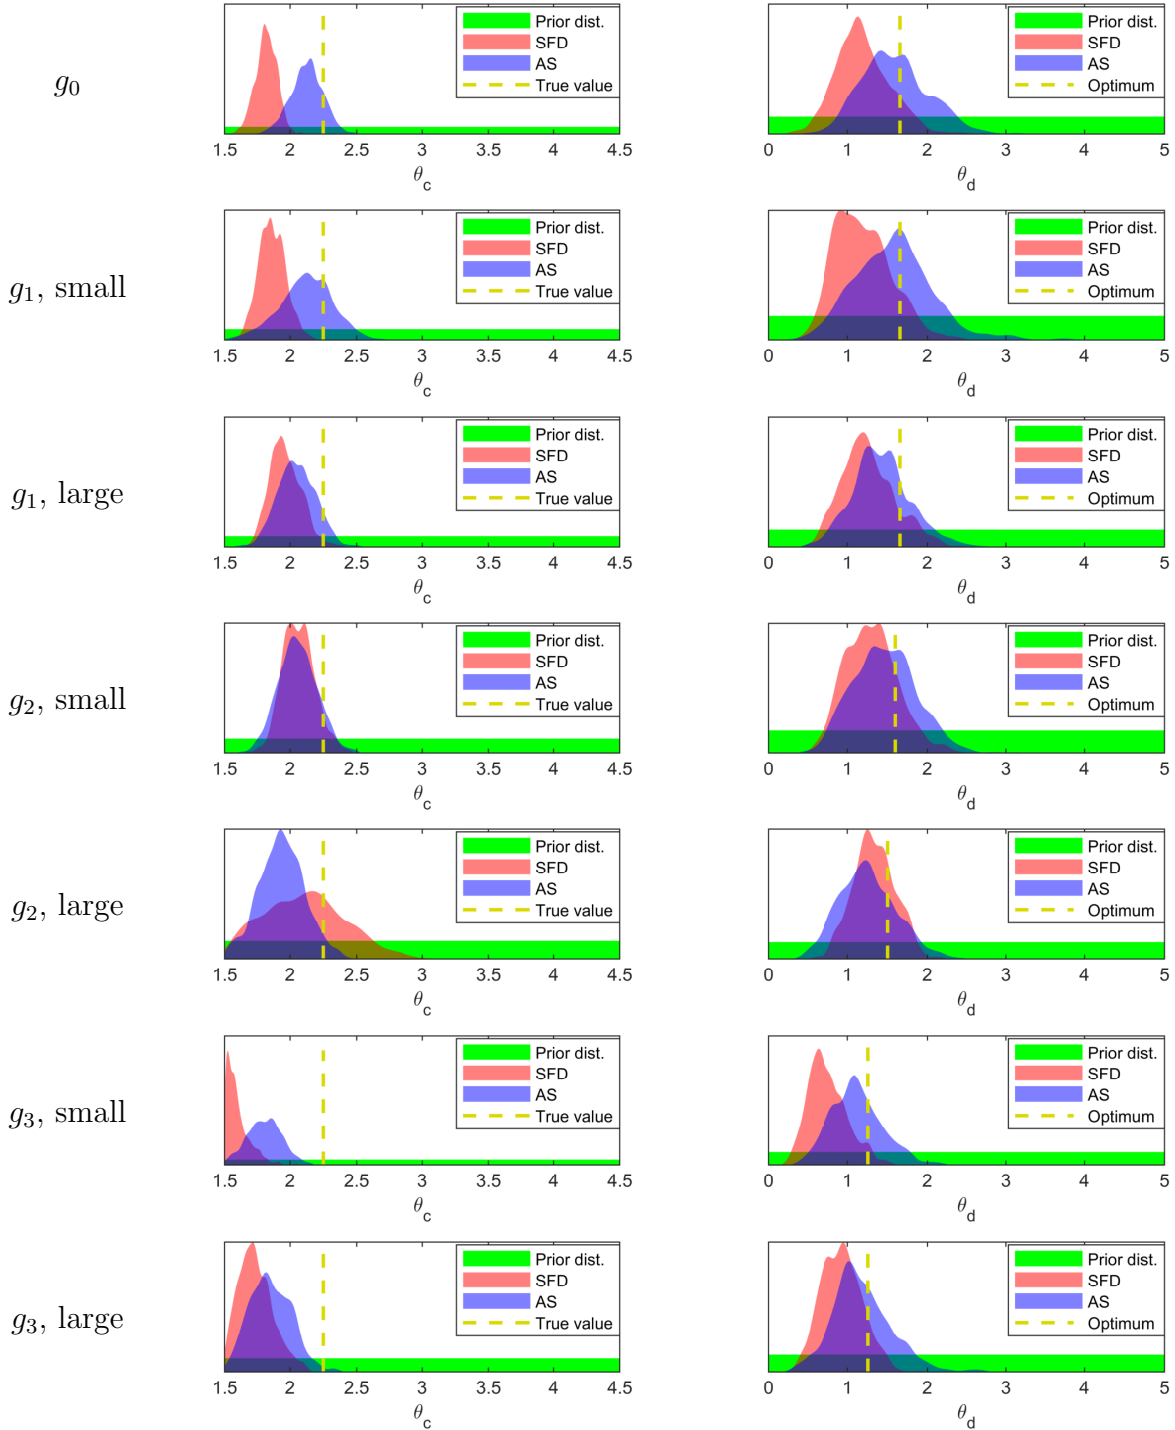 g₀
Prior dist.
SFD
AS
True value
1.5 2 2.5 3 3.5 4 4.5
θc
Prior dist.
SFD
AS
Optimum
0 1 2 3 4 5
θd
g₁, small
Prior dist.
SFD
AS
True value
1.5 2 2.5 3 3.5 4 4.5
θc
Prior dist.
SFD
AS
Optimum
0 1 2 3 4 5
θd
g₁, large
Prior dist.
SFD
AS
True value
1.5 2 2.5 3 3.5 4 4.5
θc
Prior dist.
SFD
AS
Optimum
0 1 2 3 4 5
θd
g₂, small
Prior dist.
SFD
AS
True value
1.5 2 2.5 3 3.5 4 4.5
θc
Prior dist.
SFD
AS
Optimum
0 1 2 3 4 5
θd
g₂, large
Prior dist.
SFD
AS
True value
1.5 2 2.5 3 3.5 4 4.5
θc
Prior dist.
SFD
AS
Optimum
0 1 2 3 4 5
θd
g₃, small
Prior dist.
SFD
AS
True value
1.5 2 2.5 3 3.5 4 4.5
θc
Prior dist.
SFD
AS
Optimum
0 1 2 3 4 5
θd
g₃, large
Prior dist.
SFD
AS
True value
1.5 2 2.5 3 3.5 4 4.5
θc
Prior dist.
SFD
AS
Optimum
0 1 2 3 4 5
θd